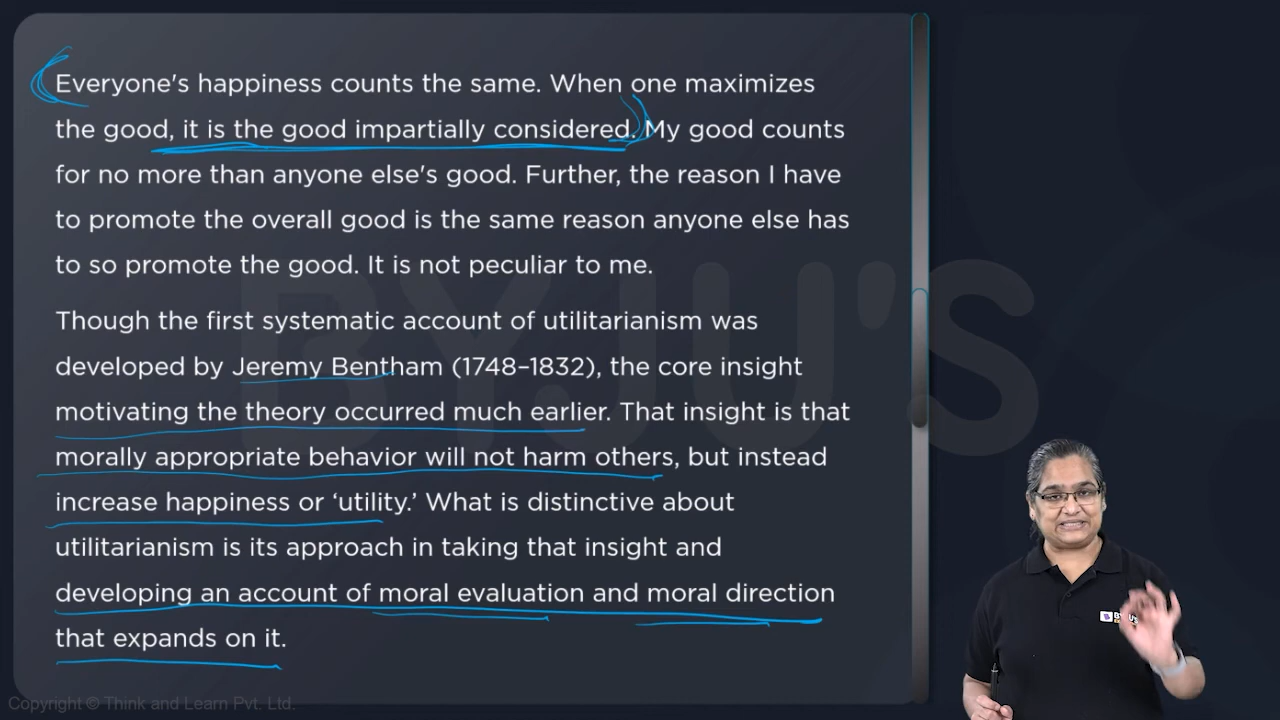 Everyone's happiness counts the same. When one maximizes
the good, it is the good impartially considered. My good counts
for no more than anyone else's good. Further, the reason I have
to promote the overall good is the same reason anyone else has
to so promote the good. It is not peculiar to me.
Though the first systematic account of utilitarianism was
developed by Jeremy Bentham (1748–1832), the core insight
motivating the theory occurred much earlier. That insight is that
morally appropriate behavior will not harm others, but instead
increase happiness or ‘utility.’ What is distinctive about
utilitarianism is its approach in taking that insight and
developing an account of moral evaluation and moral direction
that expands on it.
BYJU'S
Copyright © Think and Learn Pvt. Ltd.